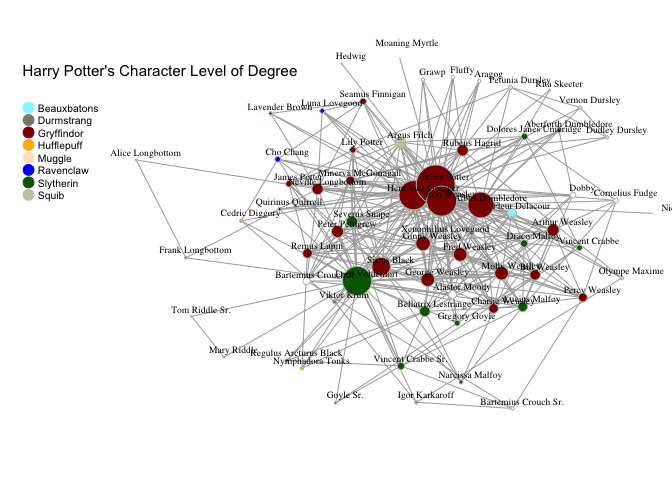 Moaning Myrtle
Hedwig
Harry Potter's Character Level of Degree
Grawp
Fluffy
Aragog
Petunia Dursley
Rita Skeeter
Beauxbatons
Durmstrang
Gryffindor
Hufflepuff
Muggle
Ravenclaw
Slytherin
Squib
Seamus Finnigan
Lavender Brown
Luna Lovegood
Vernon Dursley
Aberforth Dumbledore
Dolores Janes Umbridge
Dudley Dursley
Argus Filch
Lily Potter
Rubeus Hagrid
Alice Longbottom
Cho Chang
Minerva McGonagall
James Potter
Neville Longbottom
Harry Potter
Hermione Granger
Ron Weasley
Albus Dumbledore
Dobby
Cornelius Fudge
Quirinus Quirrell
Fleur Delacour
Nic
Cedric Diggory
Severus Snape
Peter Pettigrew
Xenophilius Lovegood
Arthur Weasley
Ginny Weasley
Draco Malfoy
Vincent Crabbe
Frank Longbottom
Remus Lupin
Fred Weasley
Sirius Black
Bartemius Crouch Jr.
Lord Voldemort
George Weasley
Molly Weasley
Bill Weasley
Olympe Maxime
Alastor Moody
Viktor Krum
Percy Weasley
Bellatrix Lestrange
Charlie Weasley
Lucius Malfoy
Tom Riddle Sr.
Gregory Goyle
Mary Riddle
Regulus Arcturus Black
Nymphadora Tonks
Vincent Crabbe Sr.
Narcissa Malfoy
Goyle Sr.
Igor Karkaroff
Bartemius Crouch Sr.